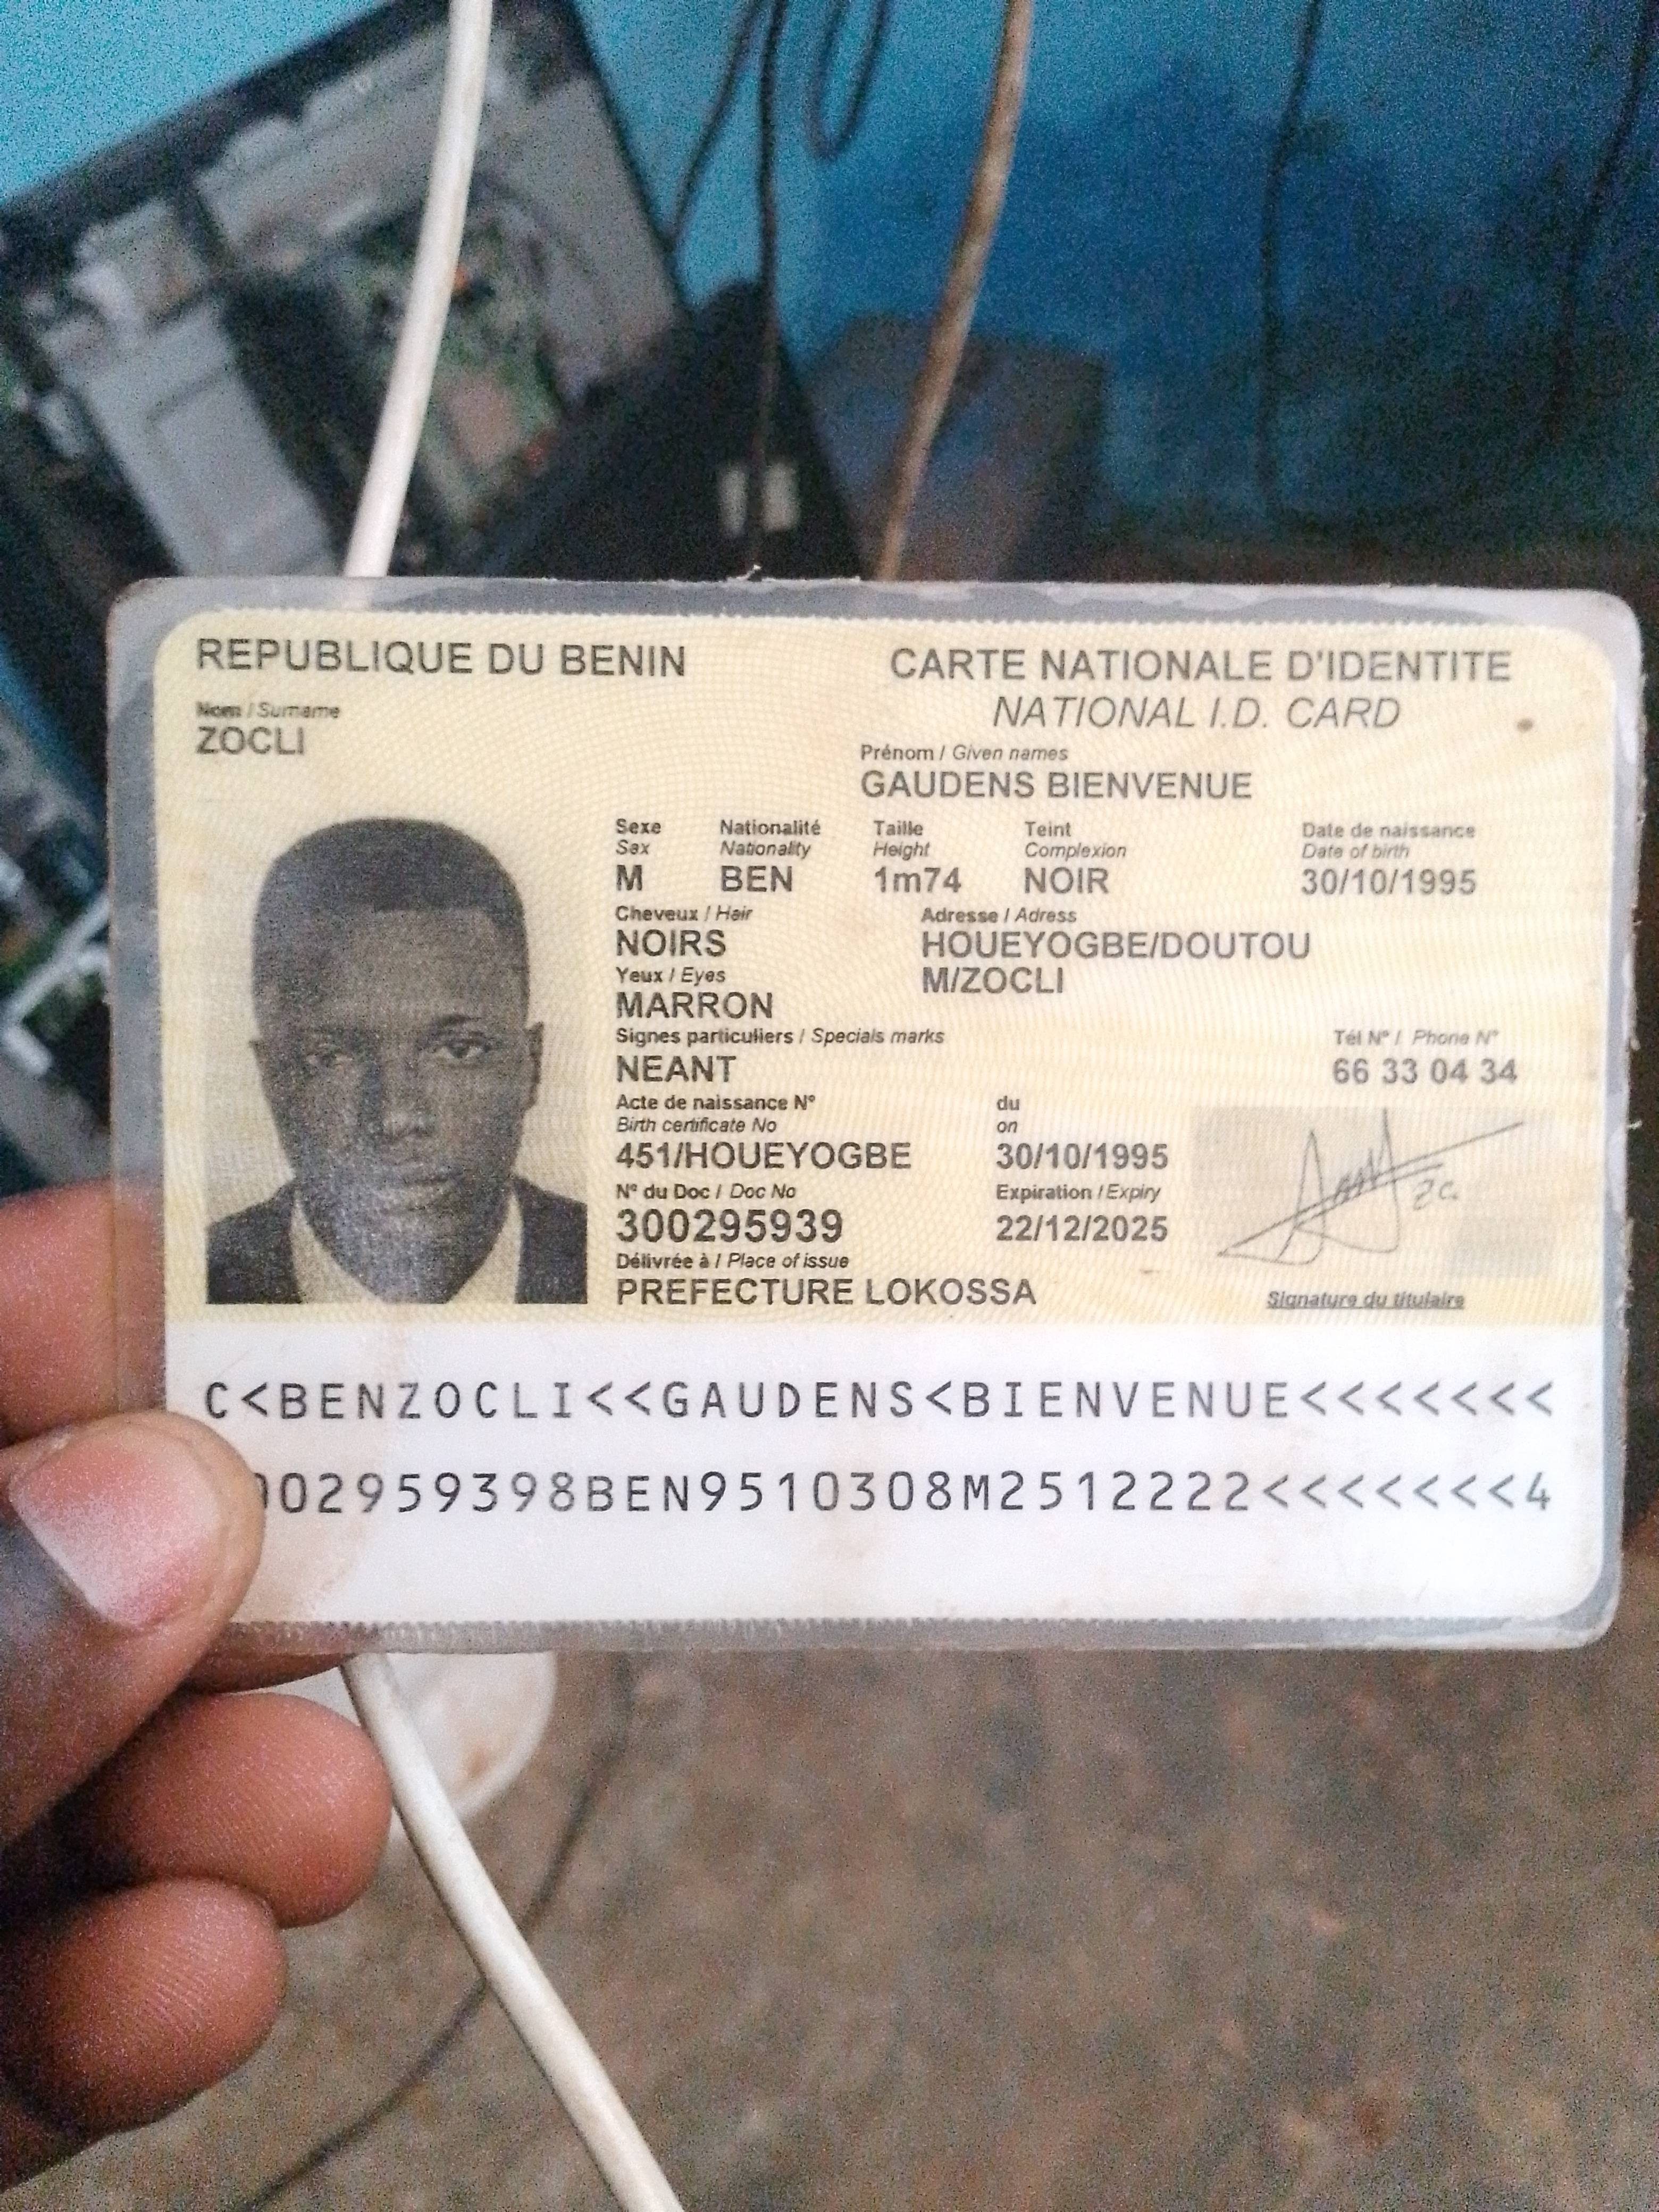 REPUBLIQUE DU BENIN
CARTE NATIONALE D'IDENTITE
NATIONAL I.D. CARD
Nom / Surname
ZOCLI
Prénom / Given names
GAUDENS BIENVENUE
Sexe Nationalité Taille Teint Date de naissance
Sex Nationality Height Complexion Date of birth
M BEN 1m74 NOIR 30/10/1995
Cheveux / Hair Adresse / Adress
NOIRS HOUEYOGBE/DOUTOU
Yeux / Eyes M/ZOCLI
MARRON
Signes particuliers / Specials marks Tél N° / Phone N°
NEANT 66 33 04 34
Acte de naissance N° du
Birth certificate No on
451/HOUEYOGBE 30/10/1995
N° du Doc / Doc No Expiration / Expiry
300295939 22/12/2025
Délivrée à / Place of issue
PREFECTURE LOKOSSA
Signature du titulaire
C<BENZOCLI<<GAUDENS<BIENVENUE<<<<<<<
02959398BEN9510308M2512222<<<<<<<4